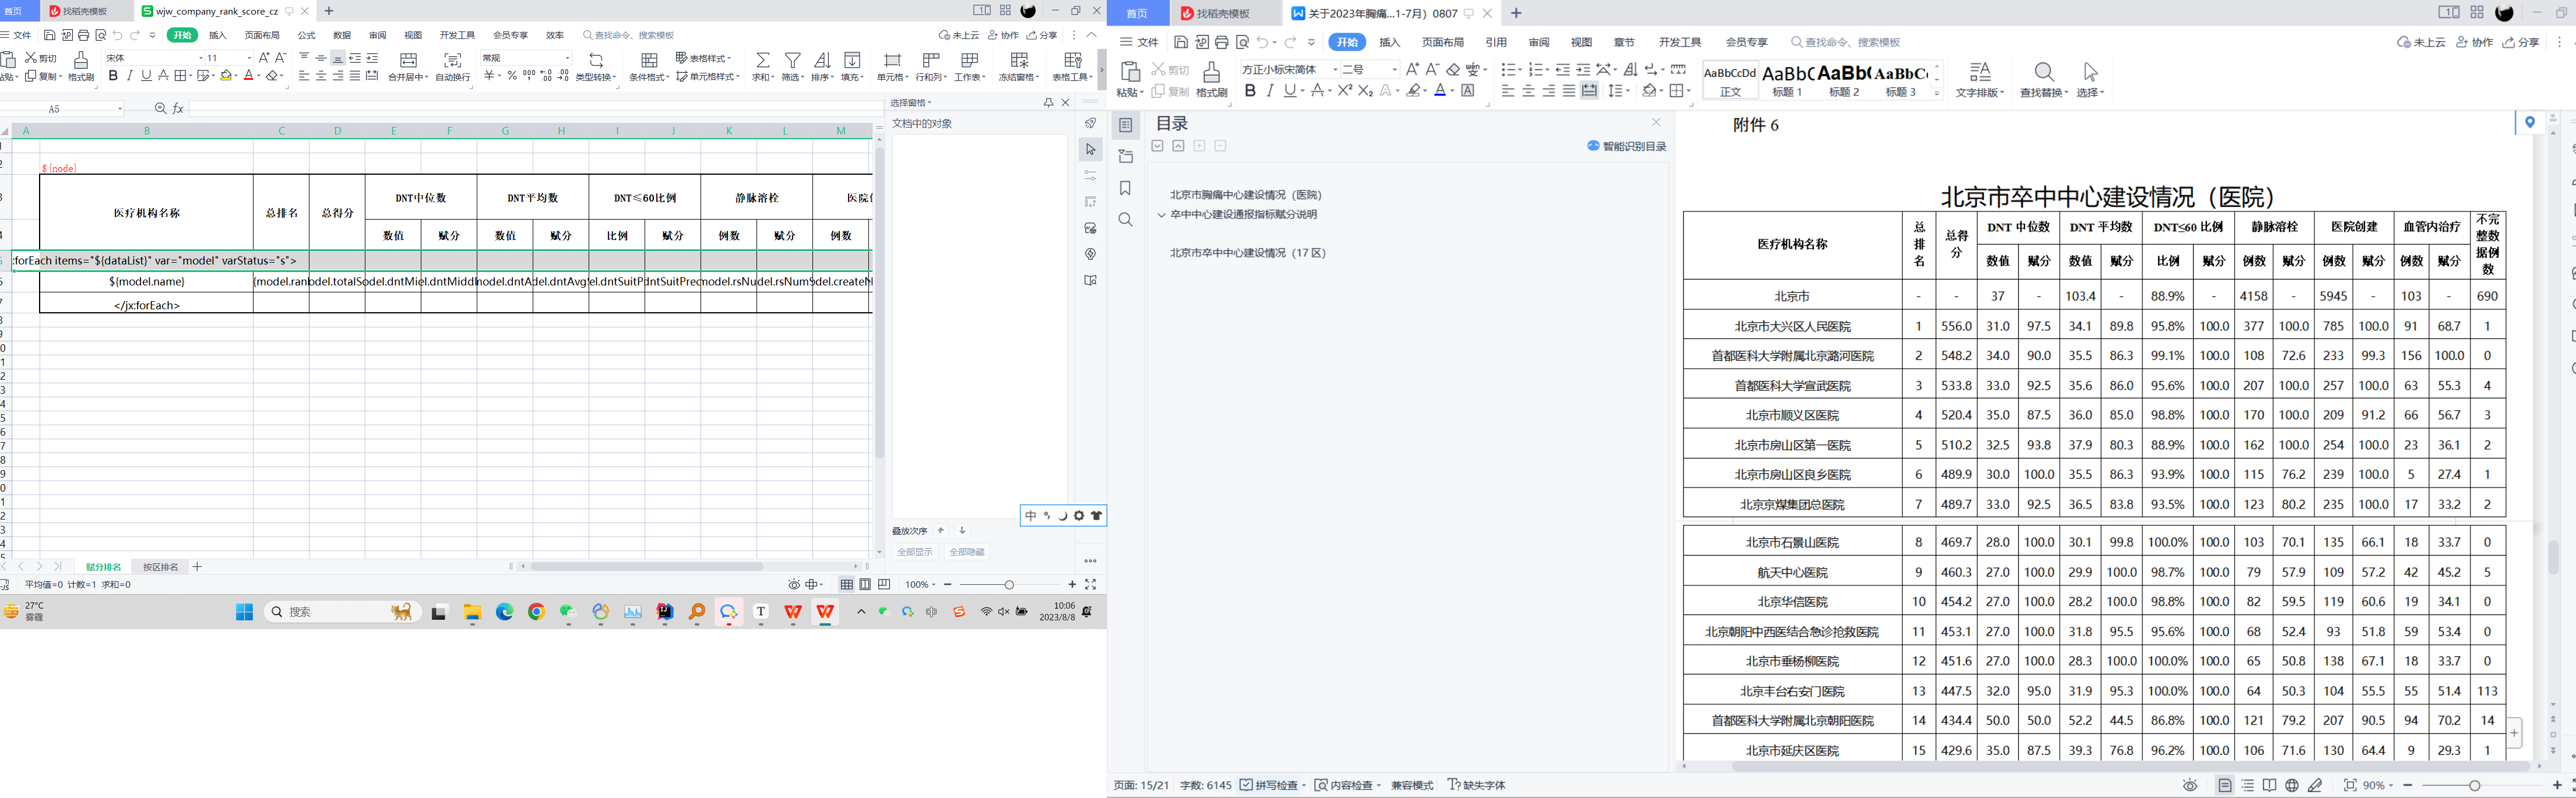 首页 找稻壳模板 wjw_company_rank_score_cz
文件 开始 插入 页面布局 公式 数据 审阅 视图 开发工具 会员专享 效率 查找命令、搜索模板 未上云 协作 分享
粘贴 剪切 复制 格式刷 宋体 11 合并居中 自动换行 常规 类型转换 条件格式 表格样式 单元格样式 求和 筛选 排序 填充 单元格 行和列 工作表 冻结窗格 表格工具
A5 fx
选择窗格
文档中的对象
A B C D E F G H I J K L M
${node}
医疗机构名称 总排名 总得分 DNT中位数 DNT平均数 DNT≤60比例 静脉溶栓
数值 赋分 数值 赋分 比例 赋分 例数 赋分 例数
:forEach items="${dataList}" var="model" varStatus="s">
${model.name} {model.ran odel.totalSc del.dntMie el.dntMiddl model.dntA del.dntAvg el.dntSuitP dntSuitPrec model.rsNu del.rsNumS
</jx:forEach>
叠放次序
全部显示 全部隐藏
中
赋分排名 按区排名
平均值=0 计数=1 求和=0 100%
27°C
雾霾
搜索
10:06
2023/8/8
首页 找稻壳模板 关于2023年胸痛...1-7月）0807
文件 开始 插入 页面布局 引用 审阅 视图 章节 开发工具 会员专享 查找命令、搜索模板 未上云 协作 分享
粘贴 剪切 复制 格式刷 方正小标宋简体 二号
AaBbCcDd AaBbC AaBb( AaBbC
正文 标题 1 标题 2 标题 3 文字排版 查找替换 选择
目录
智能识别目录
北京市胸痛中心建设情况（医院）
卒中中心建设通报指标赋分说明
北京市卒中中心建设情况（17 区）
附件 6
北京市卒中中心建设情况（医院）
医疗机构名称 总排名 总得分 DNT 中位数 DNT 平均数 DNT≤60 比例 静脉溶栓 医院创建 血管内治疗 不完整数据例数
数值 赋分 数值 赋分 比例 赋分 例数 赋分 例数 赋分 例数 赋分
北京市 - - 37 - 103.4 - 88.9% - 4158 - 5945 - 103 - 690
北京市大兴区人民医院 1 556.0 31.0 97.5 34.1 89.8 95.8% 100.0 377 100.0 785 100.0 91 68.7 1
首都医科大学附属北京潞河医院 2 548.2 34.0 90.0 35.5 86.3 99.1% 100.0 108 72.6 233 99.3 156 100.0 0
首都医科大学宣武医院 3 533.8 33.0 92.5 35.6 86.0 95.6% 100.0 207 100.0 257 100.0 63 55.3 4
北京市顺义区医院 4 520.4 35.0 87.5 36.0 85.0 98.8% 100.0 170 100.0 209 91.2 66 56.7 3
北京市房山区第一医院 5 510.2 32.5 93.8 37.9 80.3 88.9% 100.0 162 100.0 254 100.0 23 36.1 2
北京市房山区良乡医院 6 489.9 30.0 100.0 35.5 86.3 93.9% 100.0 115 76.2 239 100.0 5 27.4 1
北京京煤集团总医院 7 489.7 33.0 92.5 36.5 83.8 93.5% 100.0 123 80.2 235 100.0 17 33.2 2
北京市石景山医院 8 469.7 28.0 100.0 30.1 99.8 100.0% 100.0 103 70.1 135 66.1 18 33.7 0
航天中心医院 9 460.3 27.0 100.0 29.9 100.0 98.7% 100.0 79 57.9 109 57.2 42 45.2 5
北京华信医院 10 454.2 27.0 100.0 28.2 100.0 98.8% 100.0 82 59.5 119 60.6 19 34.1 0
北京朝阳中西医结合急诊抢救医院 11 453.1 27.0 100.0 31.8 95.5 95.6% 100.0 68 52.4 93 51.8 59 53.4 0
北京市垂杨柳医院 12 451.6 27.0 100.0 28.3 100.0 100.0% 100.0 65 50.8 138 67.1 18 33.7 0
北京丰台右安门医院 13 447.5 32.0 95.0 31.9 95.3 100.0% 100.0 64 50.3 104 55.5 55 51.4 113
首都医科大学附属北京朝阳医院 14 434.4 50.0 50.0 52.2 44.5 86.8% 100.0 121 79.2 207 90.5 94 70.2 14
北京市延庆区医院 15 429.6 35.0 87.5 39.3 76.8 96.2% 100.0 106 71.6 130 64.4 9 29.3 1
页面: 15/21 字数: 6145 拼写检查 内容检查 兼容模式 缺失字体 90%